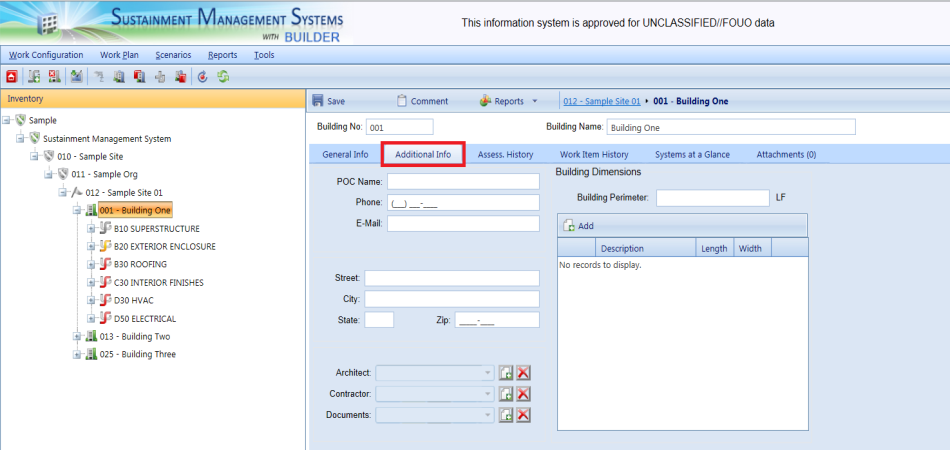 SUSTAINMENT MANAGEMENT SYSTEMS
WITH BUILDER
This information system is approved for UNCLASSIFIED//FOUO data
Work Configuration Work Plan Scenarios Reports Tools
Inventory
Sample
Sustainment Management System
010 - Sample Site
011 - Sample Org
012 - Sample Site 01
001 - Building One
B10 SUPERSTRUCTURE
B20 EXTERIOR ENCLOSURE
B30 ROOFING
C30 INTERIOR FINISHES
D30 HVAC
D50 ELECTRICAL
013 - Building Two
025 - Building Three
Save Comment Reports 012 - Sample Site 01 001 - Building One
Building No: 001 Building Name: Building One
General Info Additional Info Assess. History Work Item History Systems at a Glance Attachments (0)
POC Name:
Phone: (__) __-___
E-Mail:
Street:
City:
State: Zip: ____-___
Architect:
Contractor:
Documents:
Building Dimensions
Building Perimeter: LF
Add
Description Length Width
No records to display.